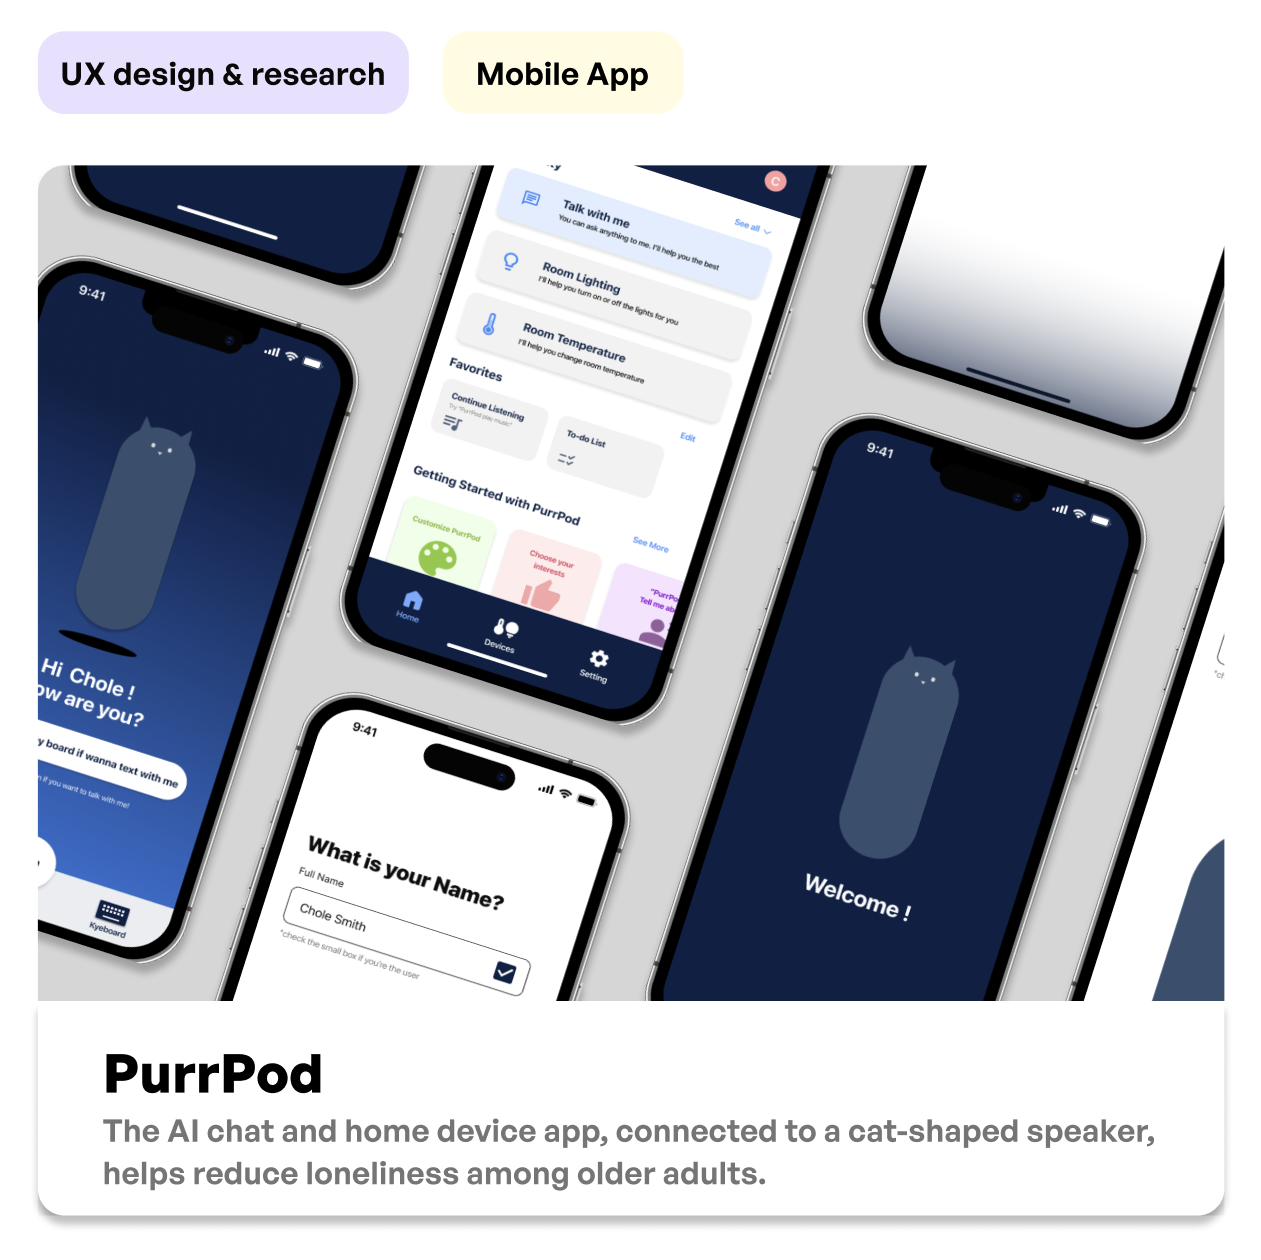 UX design & research
Mobile App
C
See all
Talk with me
You can ask anything to me. I'll help you the best
Room Lighting
I'll help you turn on or off the lights for you
Room Temperature
I'll help you change room temperature
Favorites
Edit
Continue Listening
Try "PurrPod play music"
To-do List
Getting Started with PurrPod
See More
Customize PurrPod
Choose your
interests
Tell me
Home
Devices
Setting
9:41
Hi Chole !
are you?
board if wanna text with me
if you want to talk with me!
Kyeboard
9:41
What is your Name?
Full Name
Chole Smith
*check the small box if you're the user
9:41
Welcome !
PurrPod
The AI chat and home device app, connected to a cat-shaped speaker,
helps reduce loneliness among older adults.